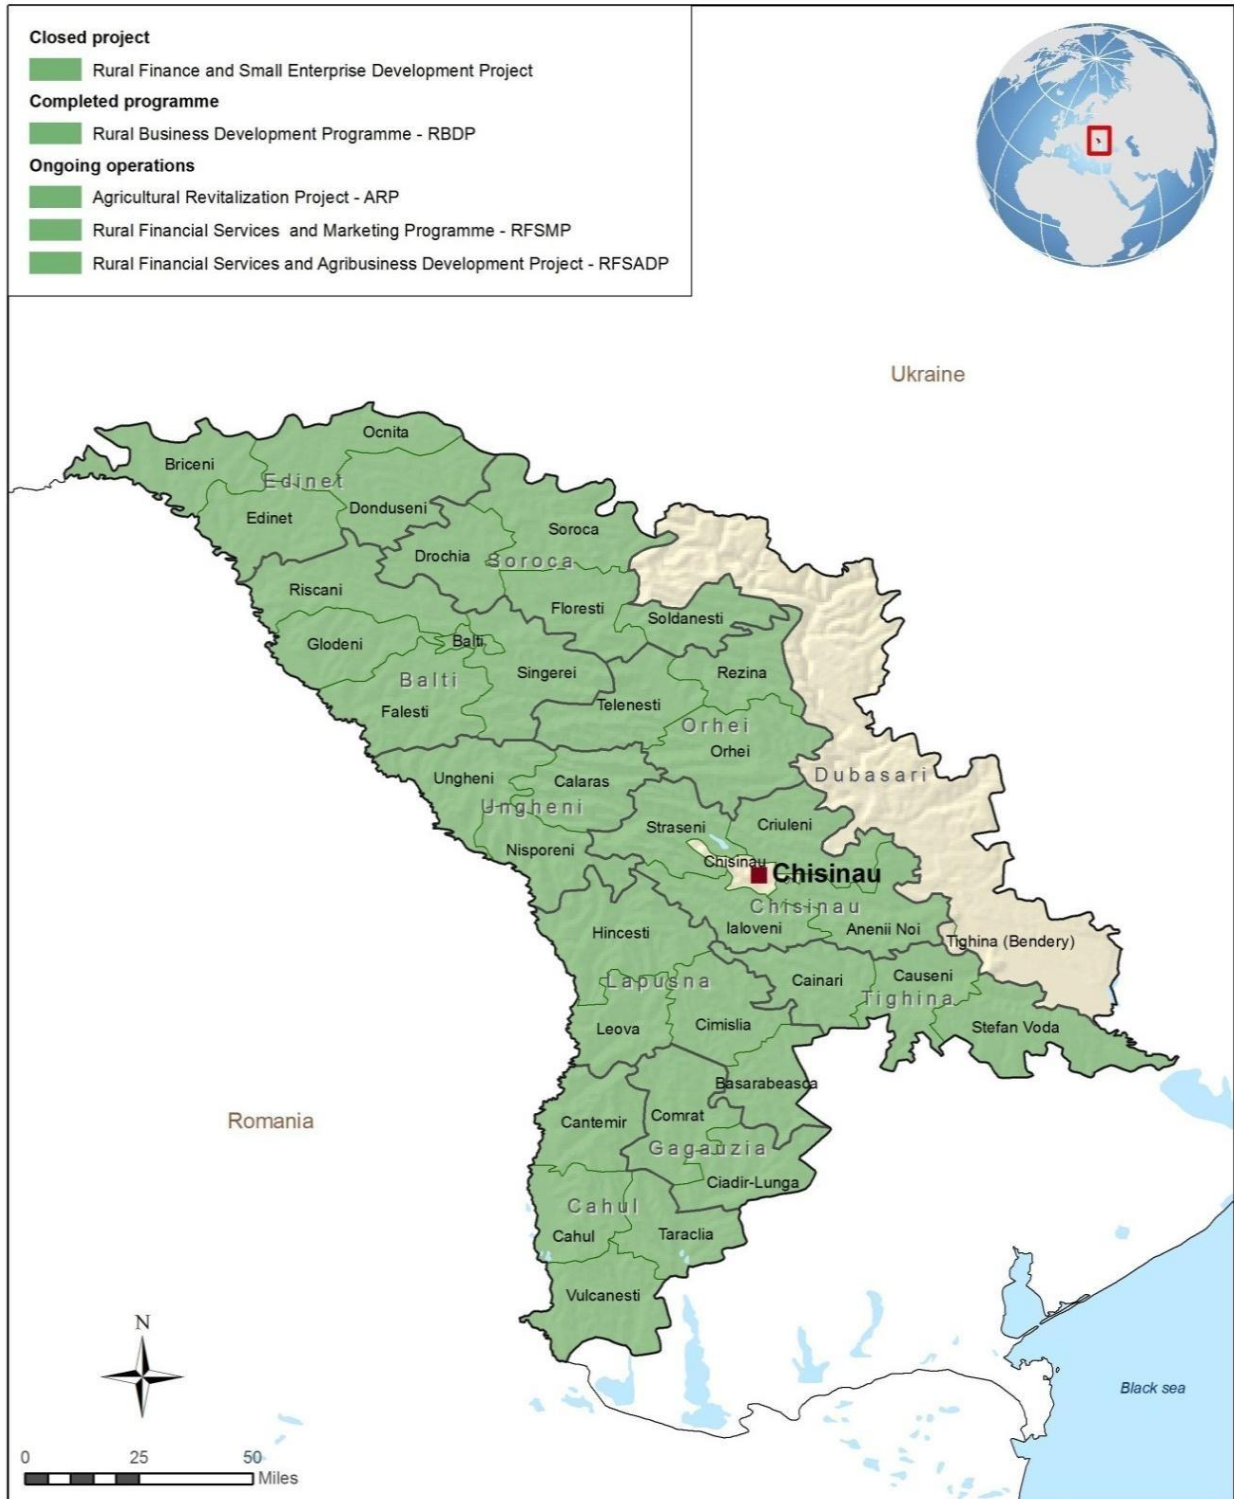 Closed project
Rural Finance and Small Enterprise Development Project
Completed programme
Rural Business Development Programme - RBDP
Ongoing operations
Agricultural Revitalization Project - ARP
Rural Financial Services and Marketing Programme - RFSMP
Rural Financial Services and Agribusiness Development Project - RFSADP
Ukraine
Ocnita
Briceni
Edinet
Donduseni
Edinet
Soroca
Drochia
Soroca
Riscani
Floresti
Soldanesti
Balti
Glodeni
Singerei
Rezina
Balti
Telenesti
Falesti
Orhei
Orhei
Dubasari
Ungheni
Calaras
Ungheni
Straseni
Criuleni
Nisporeni
Chisinau
Chisinau
Chisinau
Ialoveni
Anenii Noi
Hincesti
Tighina (Bendery)
Lapusna
Cainari
Causeni
Tighina
Leova
Cimislia
Stefan Voda
Basarabeasca
Romania
Cantemir
Comrat
Gagauzia
Ciadir-Lunga
Cahul
Cahul
Taraclia
Vulcanesti
N
Black sea
0 25 50
Miles